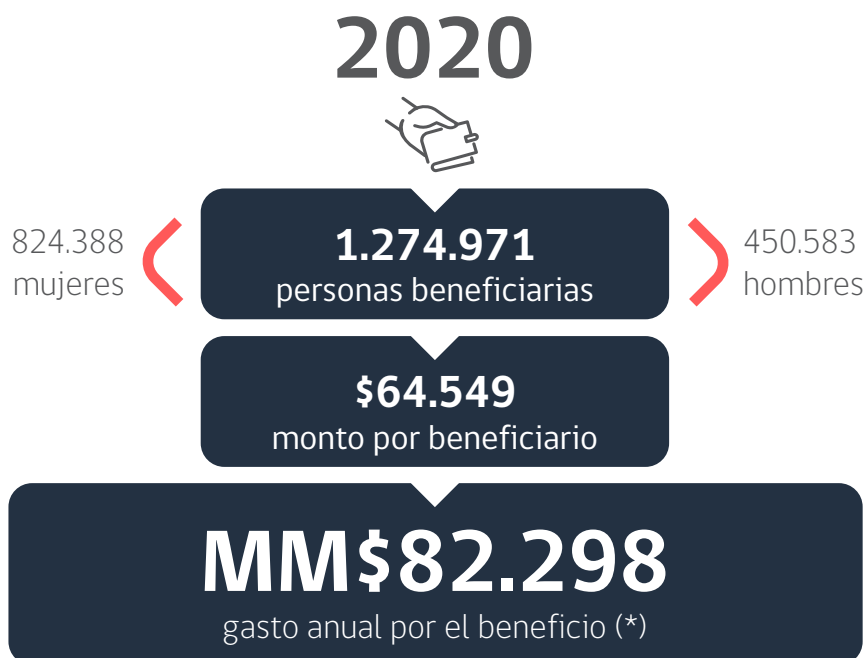 2020
824.388
mujeres
1.274.971
personas beneficiarias
450.583
hombres
$64.549
monto por beneficiario
MM$82.298
gasto anual por el beneficio (*)